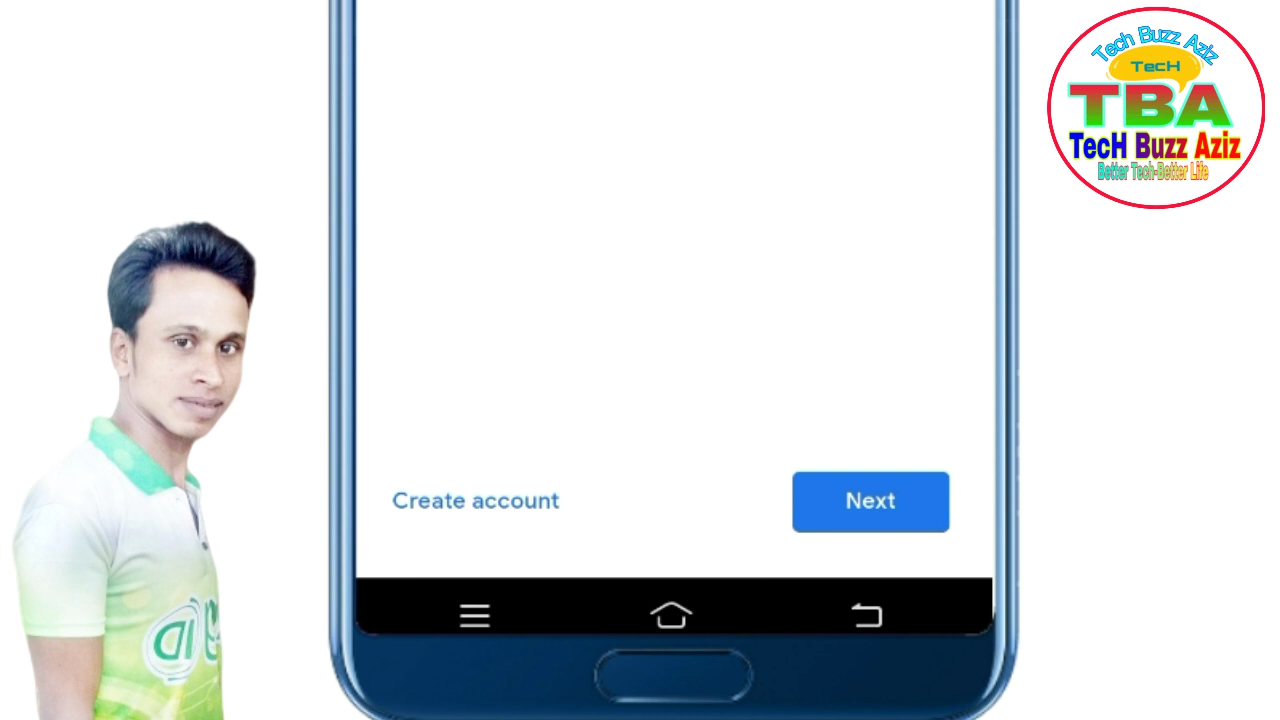 Tech Buzz Aziz
TecH
TBA
TecH Buzz Aziz
Better Tech-Better Life
Create account
Next